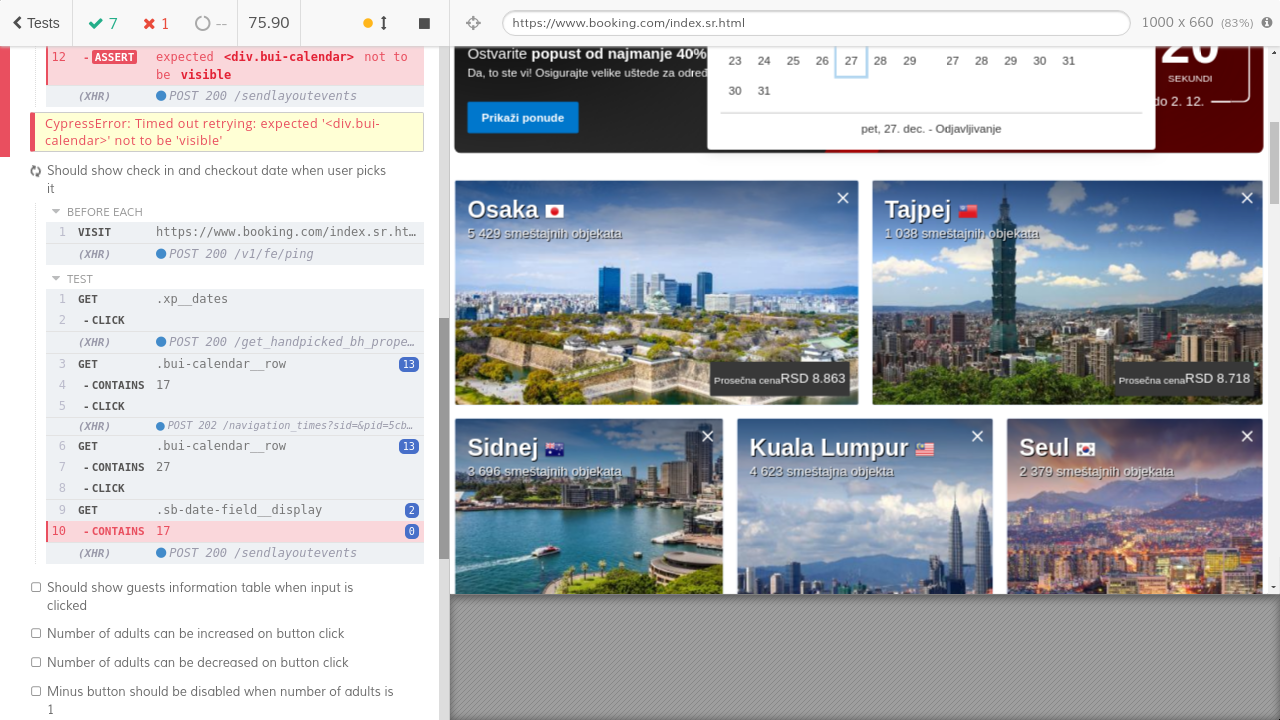 Tests
7
1
--
75.90
12 -ASSERT expected <div.bui-calendar> not to
be visible
(XHR) POST 200 /sendlayoutevents
CypressError: Timed out retrying: expected '<div.bui-
calendar>' not to be 'visible'
Should show check in and checkout date when user picks
it
BEFORE EACH
1 VISIT https://www.booking.com/index.sr.ht…
(XHR) POST 200 /v1/fe/ping
TEST
1 GET .xp__dates
2 -CLICK
(XHR) POST 200 /get_handpicked_bh_prope…
3 GET .bui-calendar__row 13
4 -CONTAINS 17
5 -CLICK
(XHR) POST 202 /navigation_times?sid=&pid=5cb…
6 GET .bui-calendar__row 13
7 -CONTAINS 27
8 -CLICK
9 GET .sb-date-field__display 2
10 -CONTAINS 17 0
(XHR) POST 200 /sendlayoutevents
Should show guests information table when input is
clicked
Number of adults can be increased on button click
Number of adults can be decreased on button click
Minus button should be disabled when number of adults is
1
https://www.booking.com/index.sr.html
1000 x 660 (83%)
Ostvarite popust od najmanje 40%
Da, to ste vi! Osigurajte velike uštede za odred
Prikaži ponude
23 24 25 26 27 28 29 27 28 29 30 31
30 31
pet, 27. dec. - Odjavljivanje
20
SEKUNDI
do 2. 12.
Osaka
5 429 smeštajnih objekata
Prosečna cena RSD 8.863
Tajpej
1 038 smeštajnih objekata
Prosečna cena RSD 8.718
Sidnej
3 696 smeštajnih objekata
Kuala Lumpur
4 623 smeštajna objekta
Seul
2 379 smeštajnih objekata